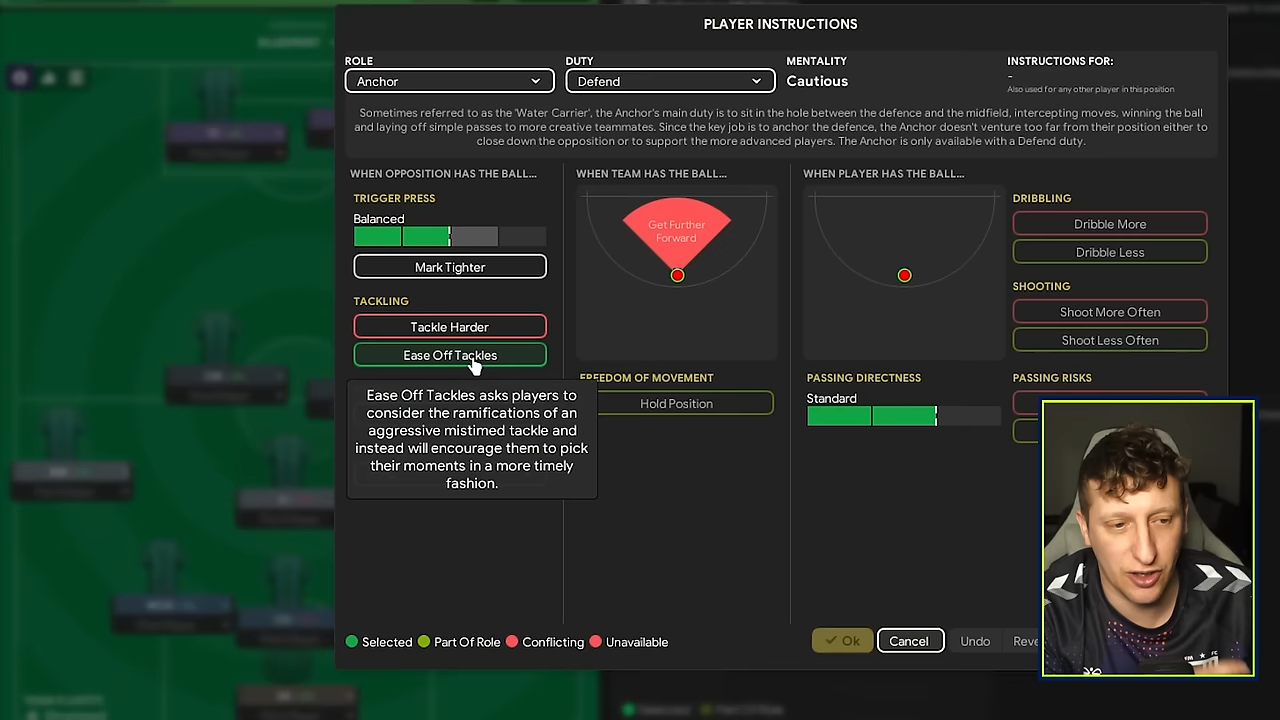 PLAYER INSTRUCTIONS
ROLE
DUTY
MENTALITY
INSTRUCTIONS FOR:
Anchor
Defend
Cautious
-
Also used for any other player in this position
Sometimes referred to as the 'Water Carrier', the Anchor's main duty is to sit in the hole between the defence and the midfield, intercepting moves, winning the ball
and laying off simple passes to more creative teammates. Since the key job is to anchor the defence, the Anchor doesn't venture too far from their position either to
close down the opposition or to support the more advanced players. The Anchor is only available with a Defend duty.
WHEN OPPOSITION HAS THE BALL...
TRIGGER PRESS
Balanced
Mark Tighter
TACKLING
Tackle Harder
Ease Off Tackles
Ease Off Tackles asks players to
consider the ramifications of an
aggressive mistimed tackle and
instead will encourage them to pick
their moments in a more timely
fashion.
WHEN TEAM HAS THE BALL...
Get Further
Forward
FREEDOM OF MOVEMENT
Hold Position
WHEN PLAYER HAS THE BALL...
PASSING DIRECTNESS
Standard
DRIBBLING
Dribble More
Dribble Less
SHOOTING
Shoot More Often
Shoot Less Often
PASSING RISKS
Selected
Part Of Role
Conflicting
Unavailable
Ok
Cancel
Undo